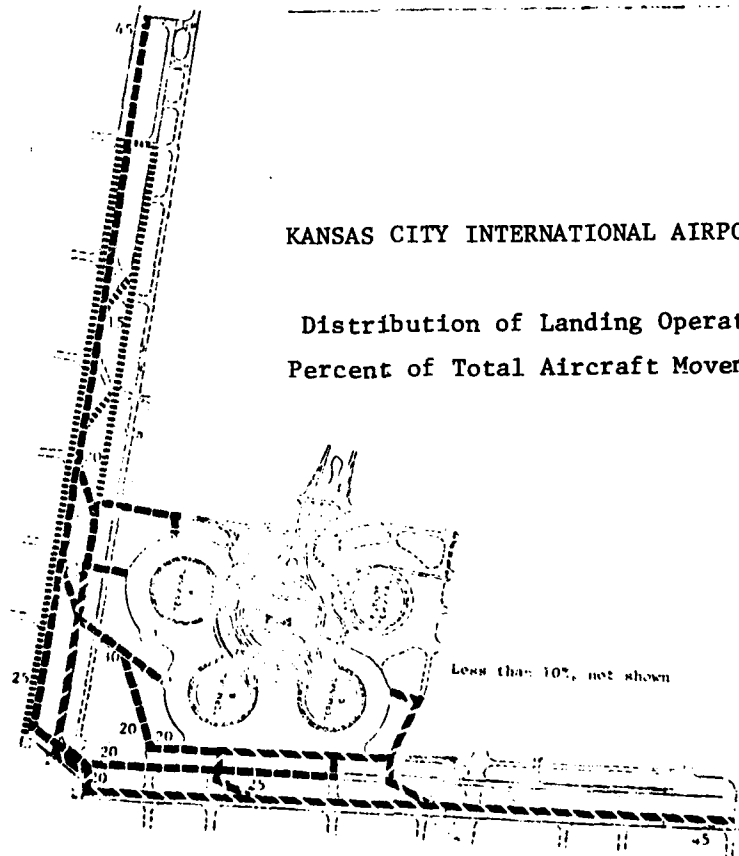 45
KANSAS CITY INTERNATIONAL AIRPO
Distribution of Landing Operat
Percent of Total Aircraft Mover
15
20
Less than 10%, not shown
25
20
20
20
20
25
45